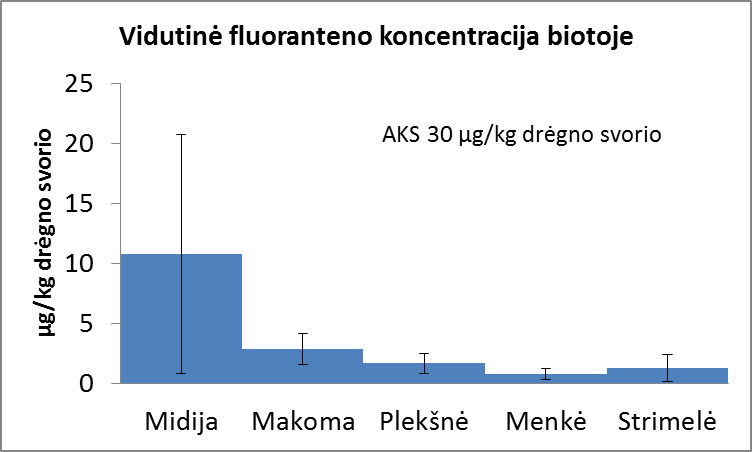 Vidutinė fluoranteno koncentracija biotoje
µg/kg drėgno svorio
25
20
15
10
5
0
AKS 30 µg/kg drėgno svorio
Midija Makoma Plekšnė Menkė Strimelė